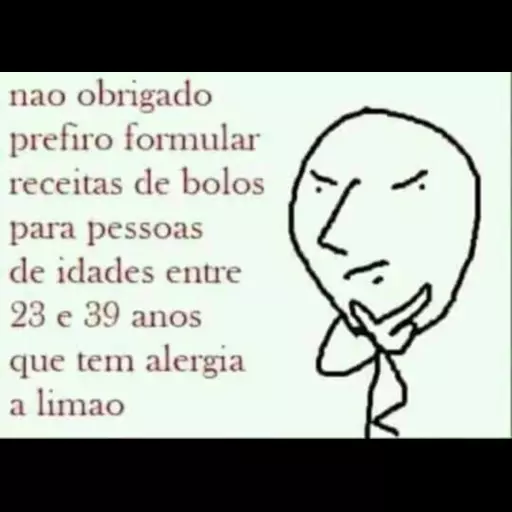 nao obrigado
prefiro formular
receitas de bolos
para pessoas
de idades entre
23 e 39 anos
que tem alergia
a limao